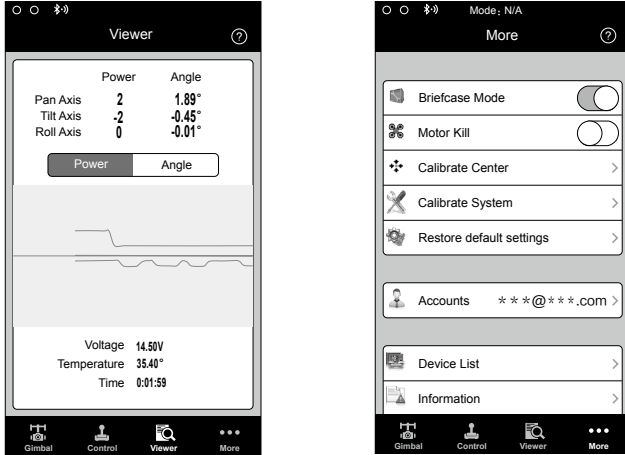 Viewer
?
Power Angle
Pan Axis 2 1.89°
Tilt Axis -2 -0.45°
Roll Axis 0 -0.01°
Power Angle
Voltage 14.50V
Temperature 35.40°
Time 0:01:59
Gimbal Control Viewer More
Mode: N/A
More
?
Briefcase Mode
Motor Kill
Calibrate Center
Calibrate System
Restore default settings
Accounts ***@***.com
Device List
Information
Gimbal Control Viewer More